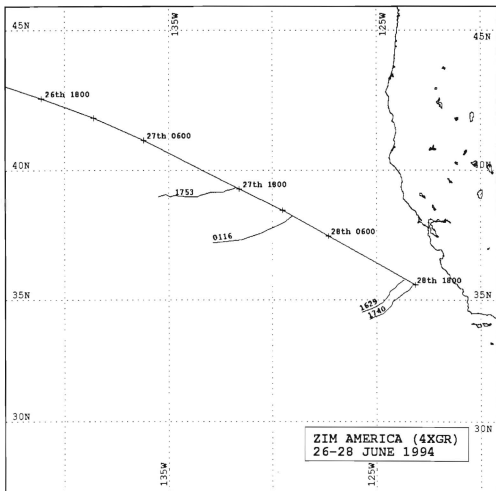 135W
125W
45N
45N
26th 1800
27th 0600
40N
40N
27th 1800
1753
0116
28th 0600
28th 1800
1629
1740
35N
35N
30N
30N
ZIM AMERICA (4XGR)
26-28 JUNE 1994
135W
125W